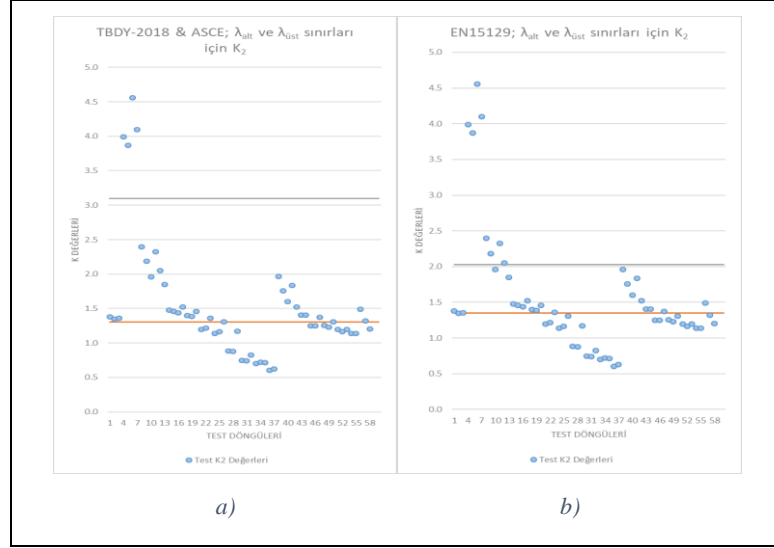 TBDY-2018 & ASCE; λalt ve λüst sınırları
için K2
5.0
4.5
4.0
3.5
3.0
2.5
2.0
1.5
1.0
0.5
0.0
K DEĞERLERİ
1 4 7 10 13 16 19 22 25 28 31 34 37 40 43 46 49 52 55 58
TEST DÖNGÜLERİ
Test K2 Değerleri
a)
EN15129; λalt ve λüst sınırları için K2
5.0
4.5
4.0
3.5
3.0
2.5
2.0
1.5
1.0
0.5
0.0
K DEĞERLERİ
1 4 7 10 13 16 19 22 25 28 31 34 37 40 43 46 49 52 55 58
TEST DÖNGÜLERİ
Test K2 Değerleri
b)